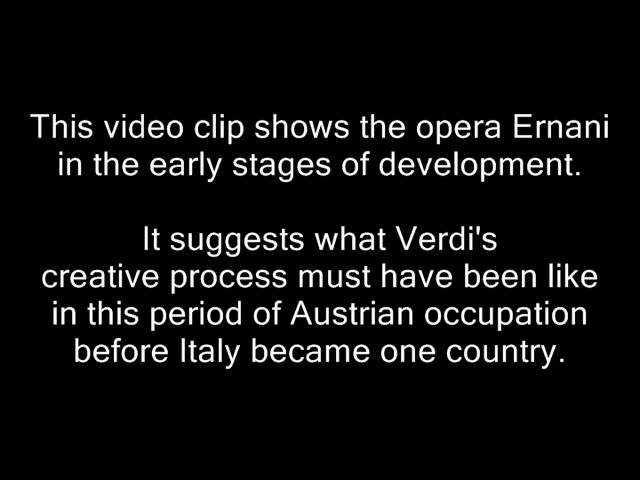 This video clip shows the opera Ernani
in the early stages of development.
It suggests what Verdi's
creative process must have been like
in this period of Austrian occupation
before Italy became one country.